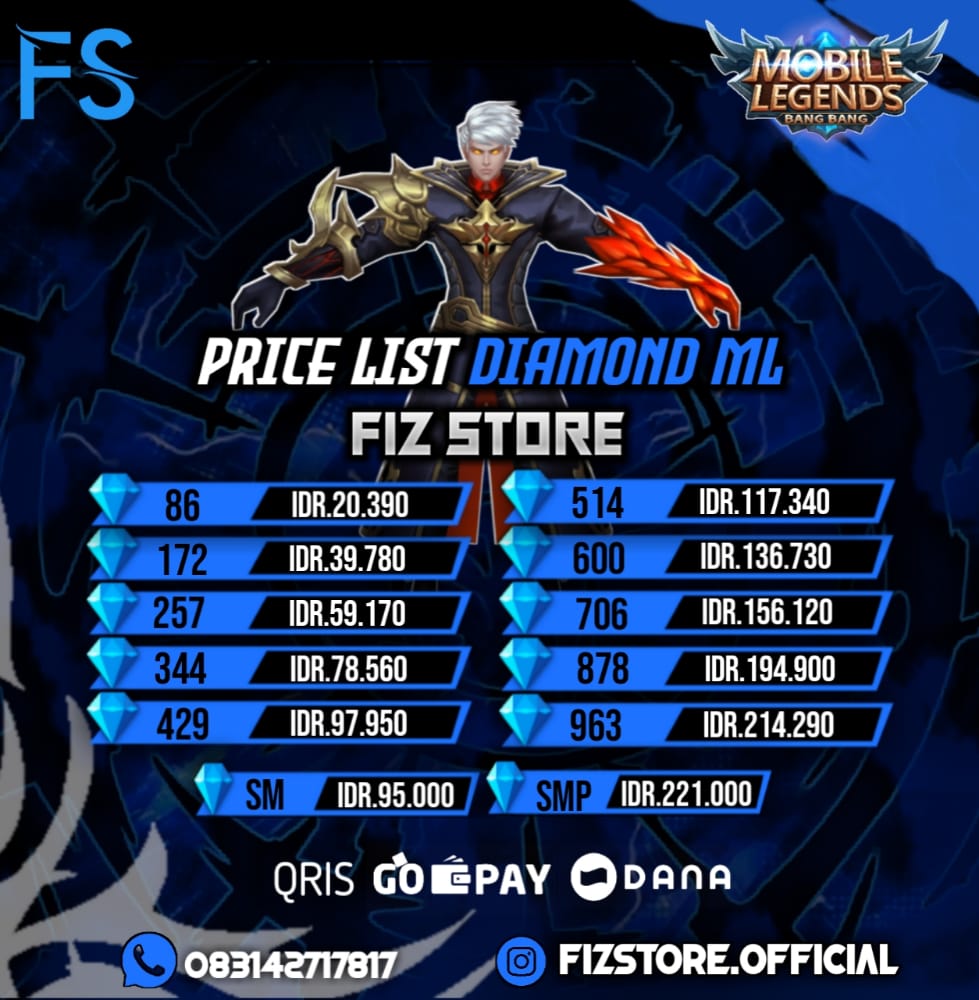 FS
MOBILE
LEGENDS
BANG BANG
PRICE LIST DIAMOND ML
FIZ STORE
86 IDR.20.390
514 IDR.117.340
172 IDR.39.780
600 IDR.136.730
257 IDR.59.170
706 IDR.156.120
344 IDR.78.560
878 IDR.194.900
429 IDR.97.950
963 IDR.214.290
SM IDR.95.000
SMP IDR.221.000
QRIS GO PAY DANA
083142717817
FIZSTORE.OFFICIAL